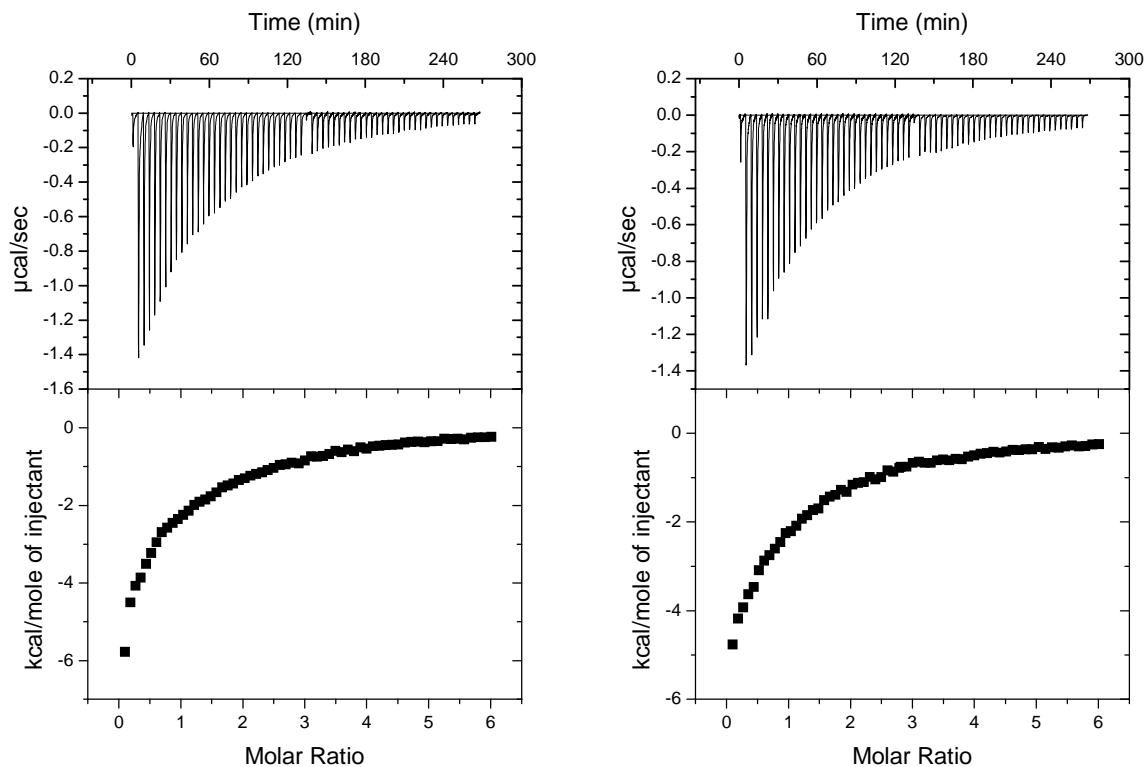 Time (min)
0 60 120 180 240 300
0.2
0.0
-0.2
-0.4
-0.6
-0.8
-1.0
-1.2
-1.4
-1.6
µcal/sec
0
-2
-4
-6
kcal/mole of injectant
0 1 2 3 4 5 6
Molar Ratio
Time (min)
0 60 120 180 240 300
0.2
0.0
-0.2
-0.4
-0.6
-0.8
-1.0
-1.2
-1.4
µcal/sec
0
-2
-4
-6
kcal/mole of injectant
0 1 2 3 4 5 6
Molar Ratio